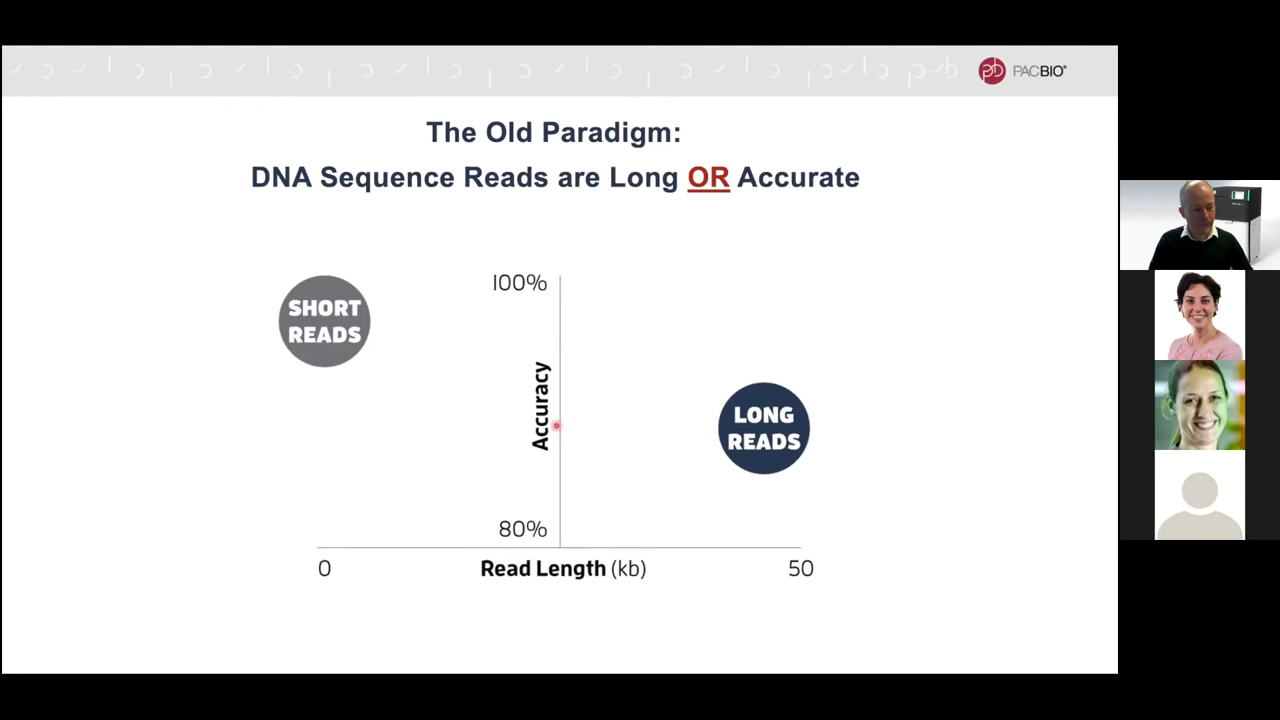 PACBIO®
The Old Paradigm:
DNA Sequence Reads are Long OR Accurate
SHORT
READS
100%
Accuracy
LONG
READS
80%
0
Read Length (kb)
50